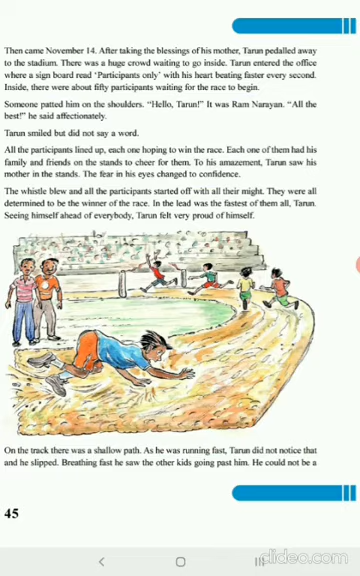 Then came November 14. After taking the blessings of his mother, Tarun pedalled away
to the stadium. There was a huge crowd waiting to go inside. Tarun entered the office
where a sign board read ‘Participants only’ with his heart beating faster every second.
Inside, there were about fifty participants waiting for the race to begin.
Someone patted him on the shoulders. “Hello, Tarun!” It was Ram Narayan. “All the
best!” he said affectionately.
Tarun smiled but did not say a word.
All the participants lined up, each one hoping to win the race. Each one of them had his
family and friends on the stands to cheer for them. To his amazement, Tarun saw his
mother in the stands. The fear in his eyes changed to confidence.
The whistle blew and all the participants started off with all their might. They were all
determined to be the winner of the race. In the lead was the fastest of them all, Tarun.
Seeing himself ahead of everybody, Tarun felt very proud of himself.
On the track there was a shallow path. As he was running fast, Tarun did not notice that
and he slipped. Breathing fast he saw the other kids going past him. He could not be a
45
clideo.com